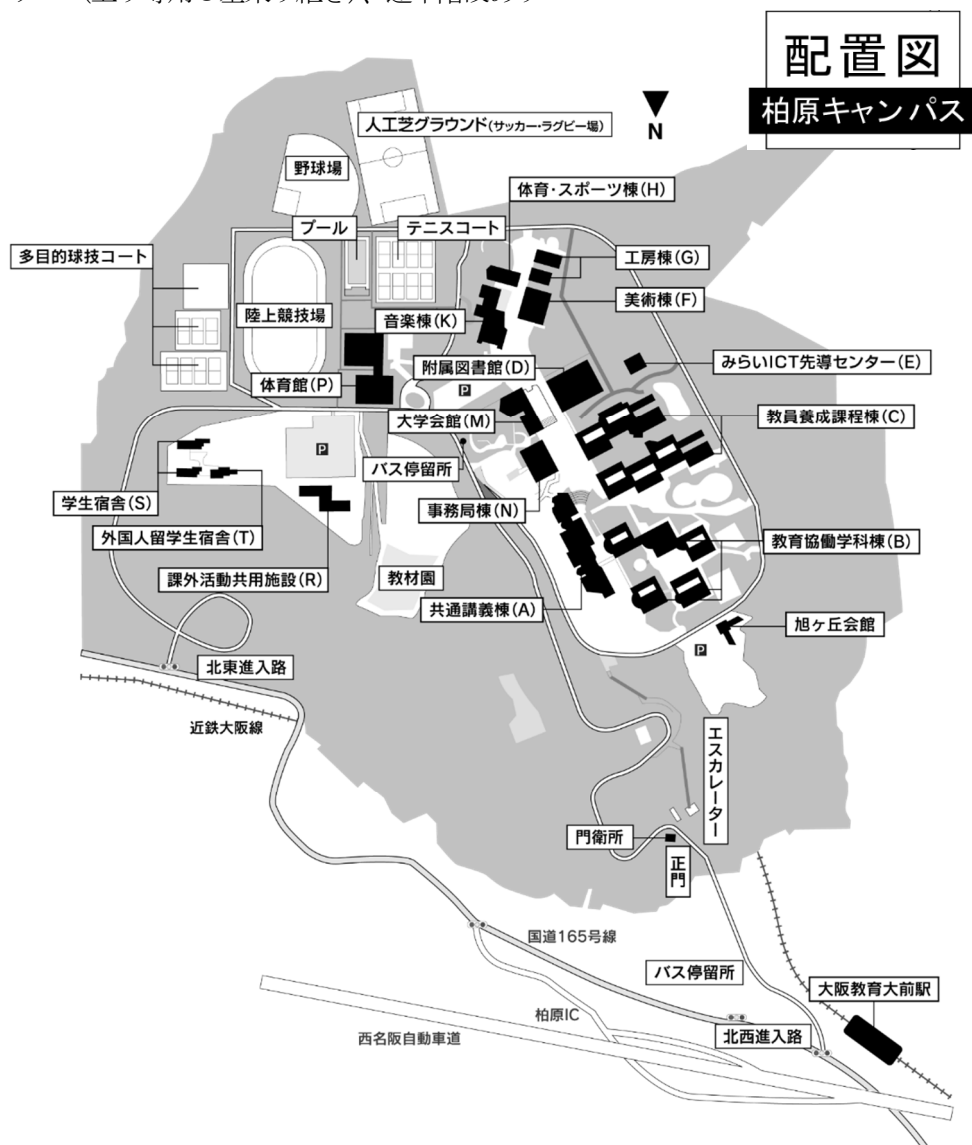 配置図
柏原キャンパス
N
人工芝グラウンド(サッカー・ラグビー場)
野球場
体育・スポーツ棟(H)
プール
テニスコート
多目的球技コート
工房棟(G)
陸上競技場
美術棟(F)
音楽棟(K)
附属図書館(D)
みらいICT先導センター(E)
体育館(P)
P
大学会館(M)
教員養成課程棟(C)
P
バス停留所
学生宿舎(S)
事務局棟(N)
外国人留学生宿舎(T)
教育協働学科棟(B)
課外活動共用施設(R)
教材園
共通講義棟(A)
旭ヶ丘会館
P
北東進入路
近鉄大阪線
エスカレーター
門衛所
正門
国道165号線
バス停留所
大阪教育大前駅
柏原IC
西名阪自動車道
北西進入路